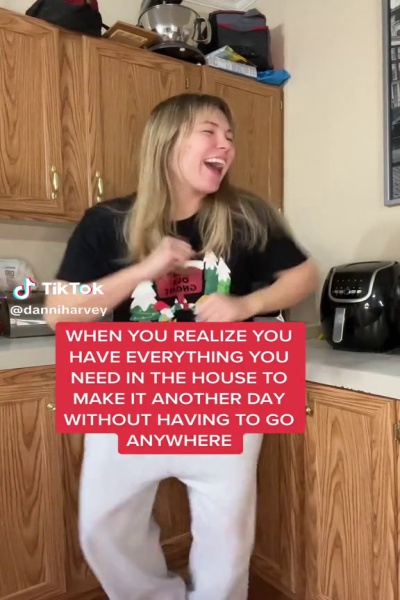 TikTok
@danniharvey
WHEN YOU REALIZE YOU
HAVE EVERYTHING YOU
NEED IN THE HOUSE TO
MAKE IT ANOTHER DAY
WITHOUT HAVING TO GO
ANYWHERE